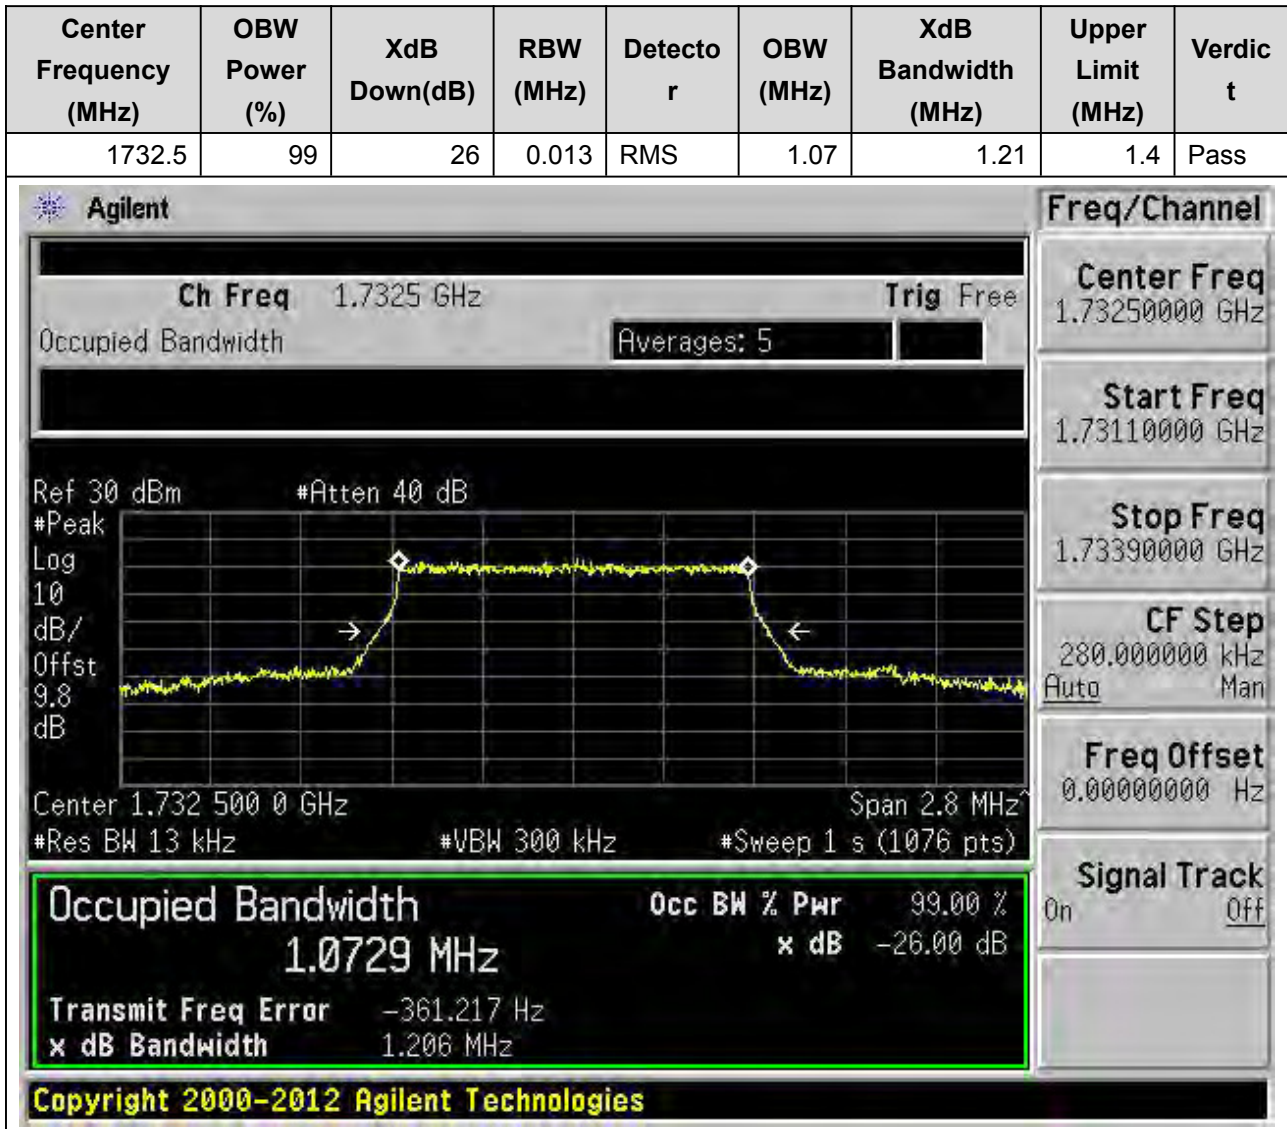 Center Frequency (MHz) OBW Power (%) XdB Down(dB) RBW (MHz) Detecto r OBW (MHz) XdB Bandwidth (MHz) Upper Limit (MHz) Verdic t
1732.5 99 26 0.013 RMS 1.07 1.21 1.4 Pass
Agilent
Freq/Channel
Ch Freq 1.7325 GHz Trig Free
Occupied Bandwidth Averages: 5
Center Freq
1.73250000 GHz
Start Freq
1.73110000 GHz
Stop Freq
1.73390000 GHz
CF Step
280.000000 kHz
Auto Man
Freq Offset
0.00000000 Hz
Signal Track
On Off
Ref 30 dBm #Atten 40 dB
#Peak
Log
10
dB/
Offst
9.8
dB
Center 1.732 500 0 GHz Span 2.8 MHz^
#Res BW 13 kHz #VBW 300 kHz #Sweep 1 s (1076 pts)
Occupied Bandwidth Occ BW % Pwr 99.00 %
1.0729 MHz x dB -26.00 dB
Transmit Freq Error -361.217 Hz
x dB Bandwidth 1.206 MHz
Copyright 2000-2012 Agilent Technologies